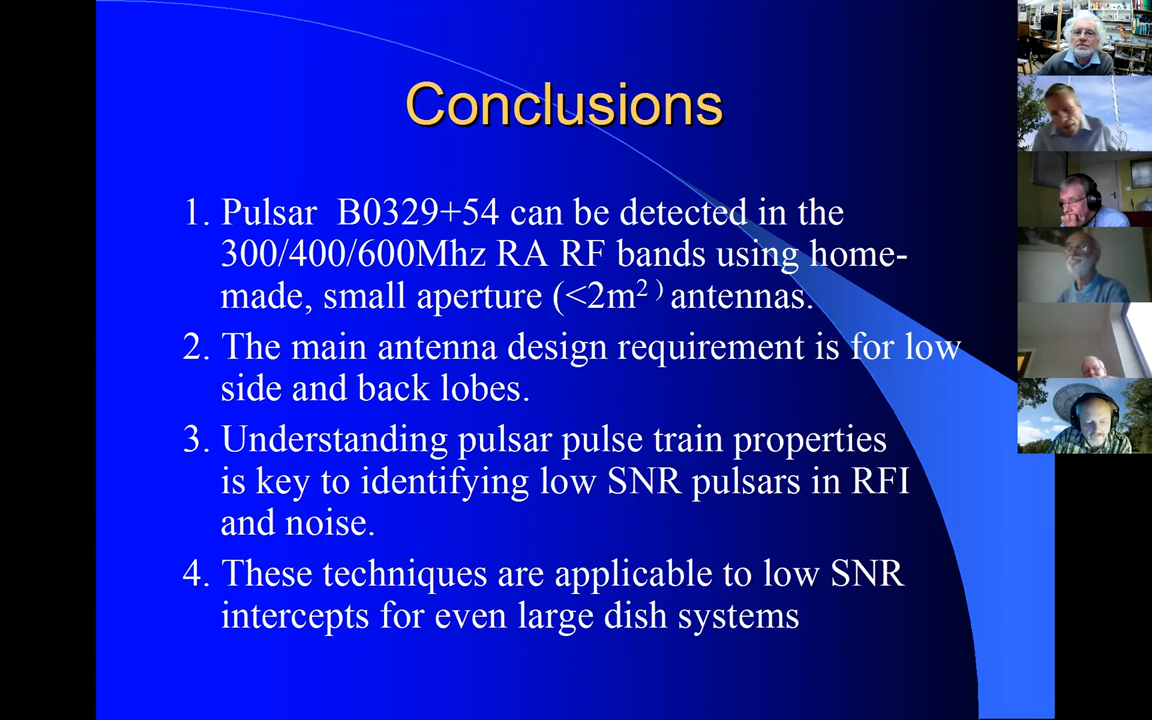 Conclusions
1. Pulsar  B0329+54 can be detected in the
300/400/600Mhz RA RF bands using home-
made, small aperture (<2m² ⁾ antennas.
2. The main antenna design requirement is for low
side and back lobes.
3. Understanding pulsar pulse train properties
is key to identifying low SNR pulsars in RFI
and noise.
4. These techniques are applicable to low SNR
intercepts for even large dish systems